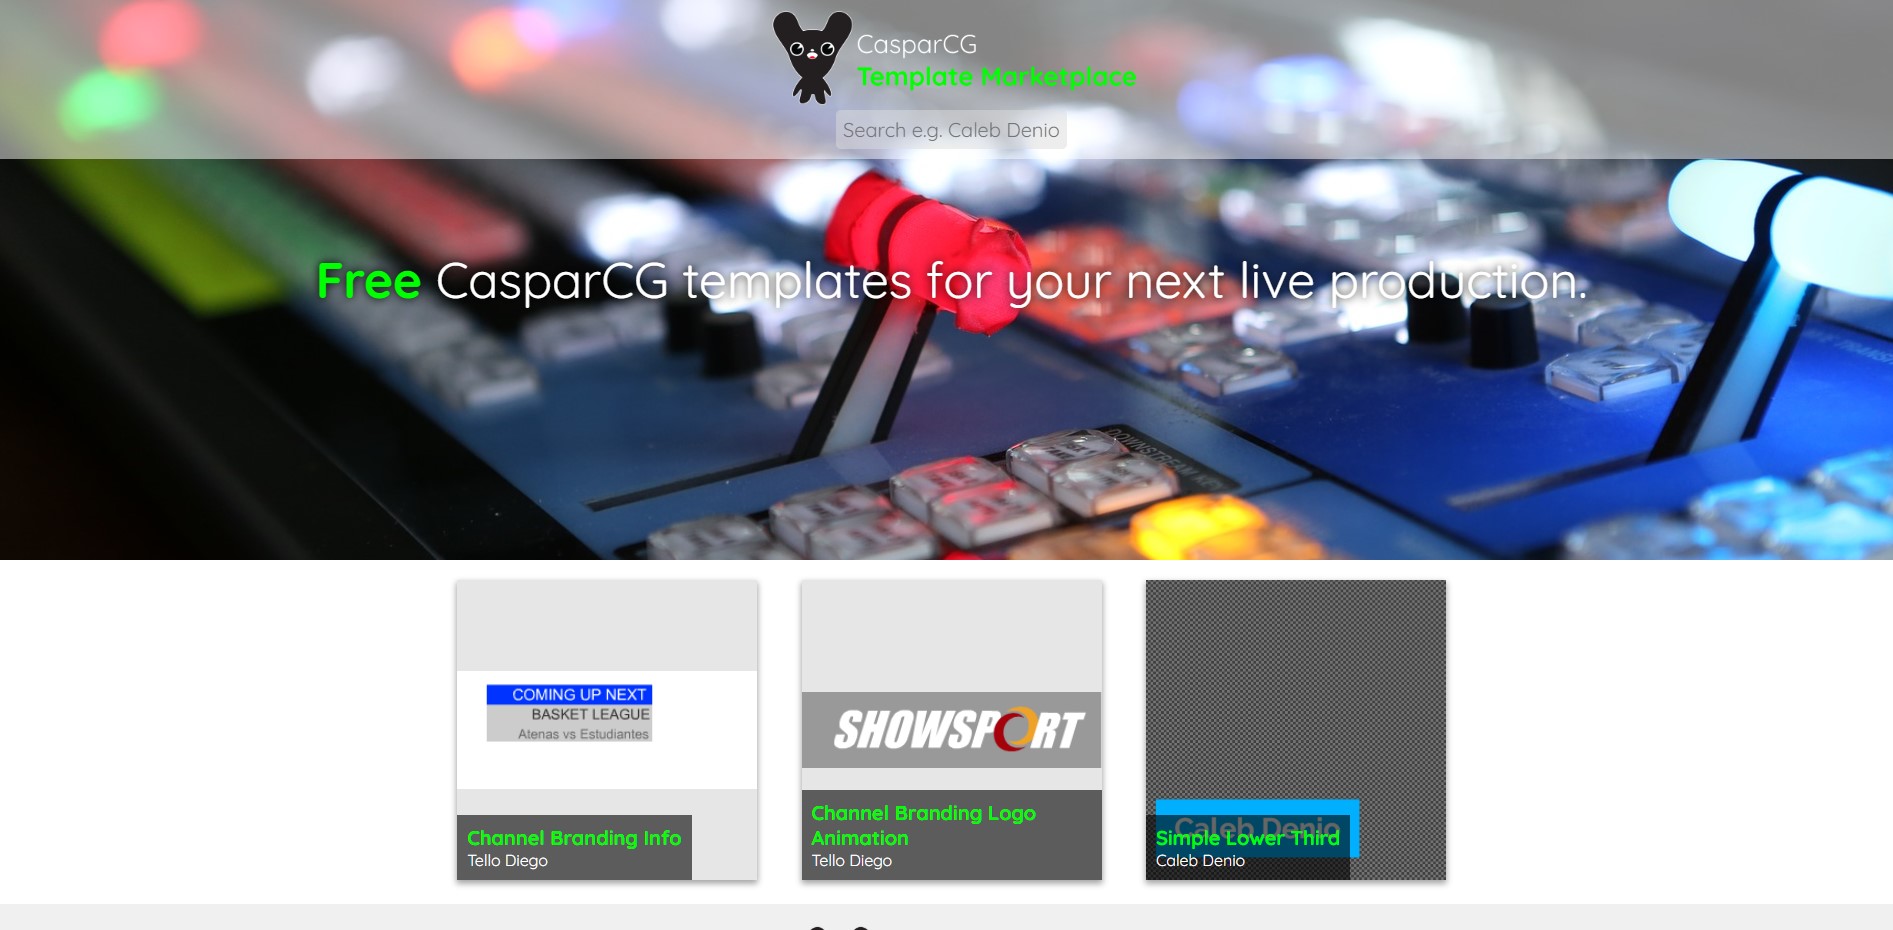 CasparCG
Template Marketplace
Search e.g. Caleb Denio
Free CasparCG templates for your next live production.
DOWNSTREAM KEY
COMING UP NEXT
BASKET LEAGUE
Atenas vs Estudiantes
Channel Branding Info
Tello Diego
SHOWSPORT
Channel Branding Logo
Animation
Tello Diego
Caleb Denio
Simple Lower Third
Caleb Denio